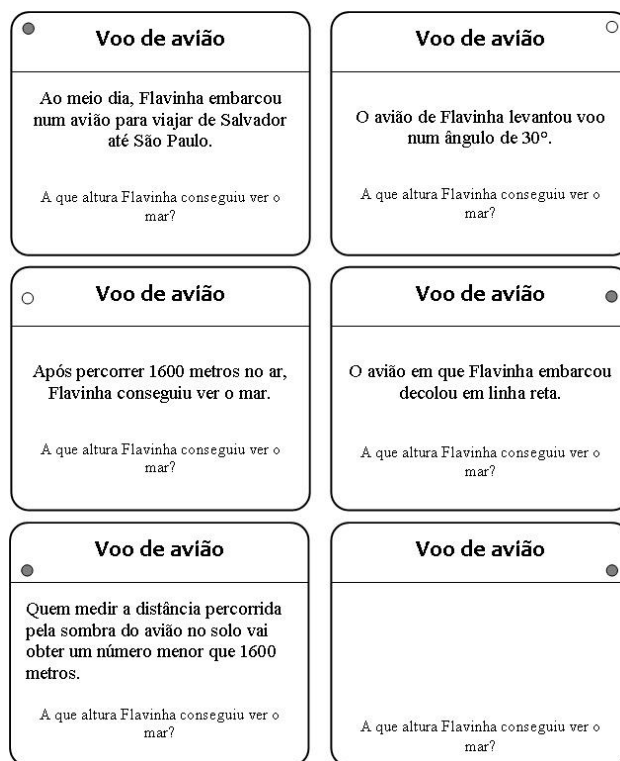 Voo de avião
Ao meio dia, Flavinha embarcou
num avião para viajar de Salvador
até São Paulo.
A que altura Flavinha conseguiu ver o
mar?
Voo de avião
O avião de Flavinha levantou voo
num ângulo de 30°.
A que altura Flavinha conseguiu ver o
mar?
Voo de avião
Após percorrer 1600 metros no ar,
Flavinha conseguiu ver o mar.
A que altura Flavinha conseguiu ver o
mar?
Voo de avião
O avião em que Flavinha embarcou
decolou em linha reta.
A que altura Flavinha conseguiu ver o
mar?
Voo de avião
Quem medir a distância percorrida
pela sombra do avião no solo vai
obter um número menor que 1600
metros.
A que altura Flavinha conseguiu ver o
mar?
Voo de avião
A que altura Flavinha conseguiu ver o
mar?